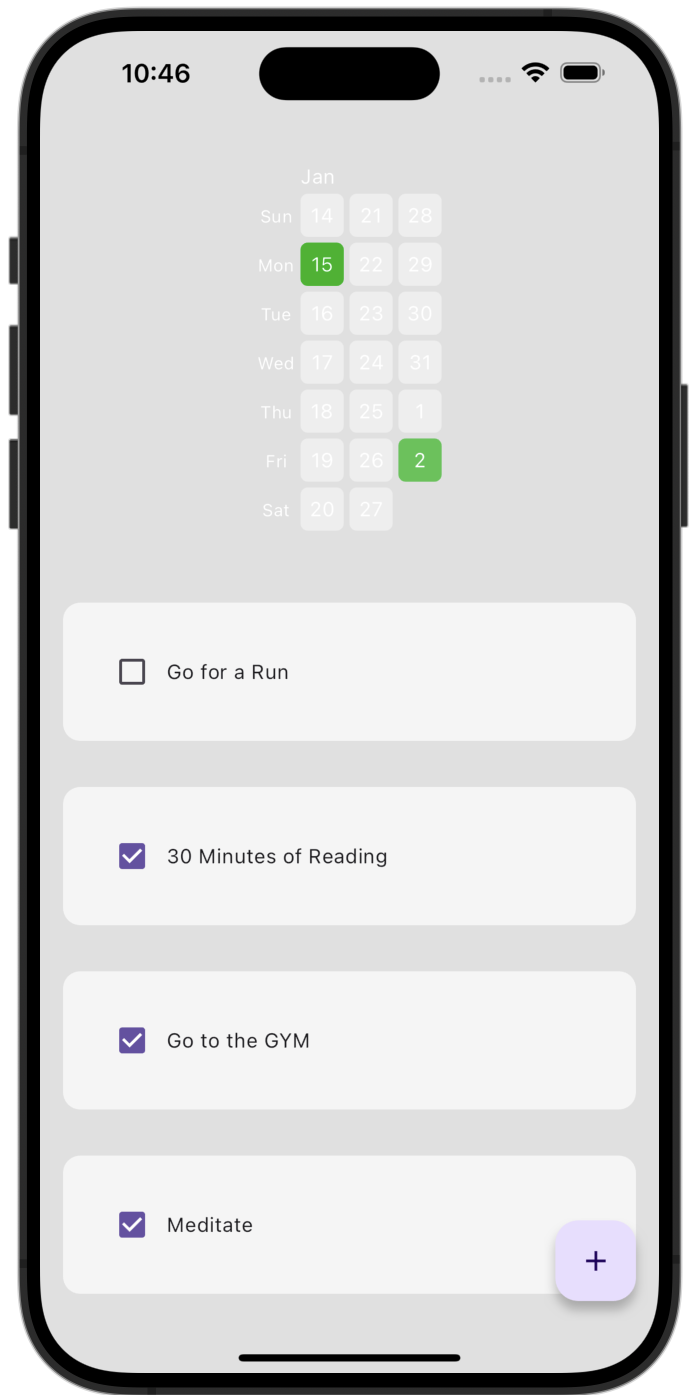 10:46
Jan
Sun 14 21 28
Mon 15 22 29
Tue 16 23 30
Wed 17 24 31
Thu 18 25 1
Fri 19 26 2
Sat 20 27
Go for a Run
30 Minutes of Reading
Go to the GYM
Meditate
+